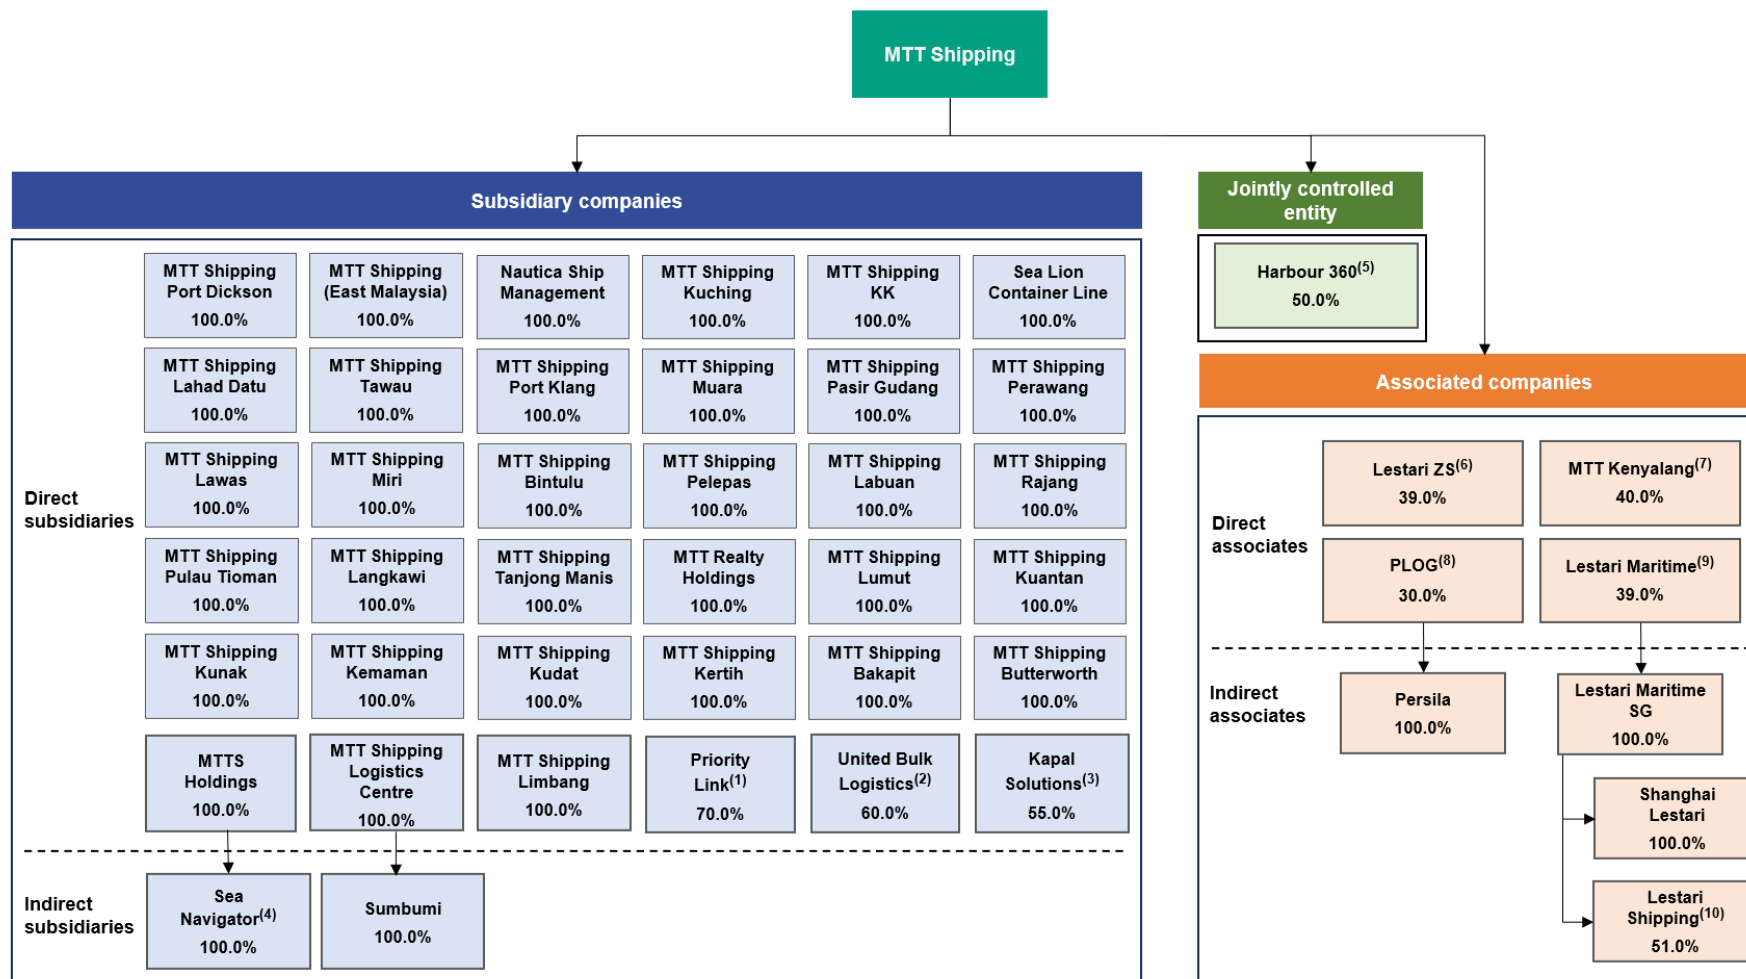 MTT Shipping
Subsidiary companies
Direct
subsidiaries
MTT Shipping
Port Dickson
100.0%
MTT Shipping
(East Malaysia)
100.0%
Nautica Ship
Management
100.0%
MTT Shipping
Kuching
100.0%
MTT Shipping
KK
100.0%
Sea Lion
Container Line
100.0%
MTT Shipping
Lahad Datu
100.0%
MTT Shipping
Tawau
100.0%
MTT Shipping
Port Klang
100.0%
MTT Shipping
Muara
100.0%
MTT Shipping
Pasir Gudang
100.0%
MTT Shipping
Perawang
100.0%
MTT Shipping
Lawas
100.0%
MTT Shipping
Miri
100.0%
MTT Shipping
Bintulu
100.0%
MTT Shipping
Pelepas
100.0%
MTT Shipping
Labuan
100.0%
MTT Shipping
Rajang
100.0%
MTT Shipping
Pulau Tioman
100.0%
MTT Shipping
Langkawi
100.0%
MTT Shipping
Tanjong Manis
100.0%
MTT Realty
Holdings
100.0%
MTT Shipping
Lumut
100.0%
MTT Shipping
Kuantan
100.0%
MTT Shipping
Kunak
100.0%
MTT Shipping
Kemaman
100.0%
MTT Shipping
Kudat
100.0%
MTT Shipping
Kertih
100.0%
MTT Shipping
Bakapit
100.0%
MTT Shipping
Butterworth
100.0%
MTTS
Holdings
100.0%
MTT Shipping
Logistics
Centre
100.0%
MTT Shipping
Limbang
100.0%
Priority
Link(1)
70.0%
United Bulk
Logistics(2)
60.0%
Kapal
Solutions(3)
55.0%
Indirect
subsidiaries
Sea
Navigator(4)
100.0%
Sumbumi
100.0%
Jointly controlled
entity
Harbour 360(5)
50.0%
Associated companies
Direct
associates
Lestari ZS(6)
39.0%
MTT Kenyalang(7)
40.0%
PLOG(8)
30.0%
Lestari Maritime(9)
39.0%
Indirect
associates
Persila
100.0%
Lestari Maritime
SG
100.0%
Shanghai
Lestari
100.0%
Lestari
Shipping(10)
51.0%